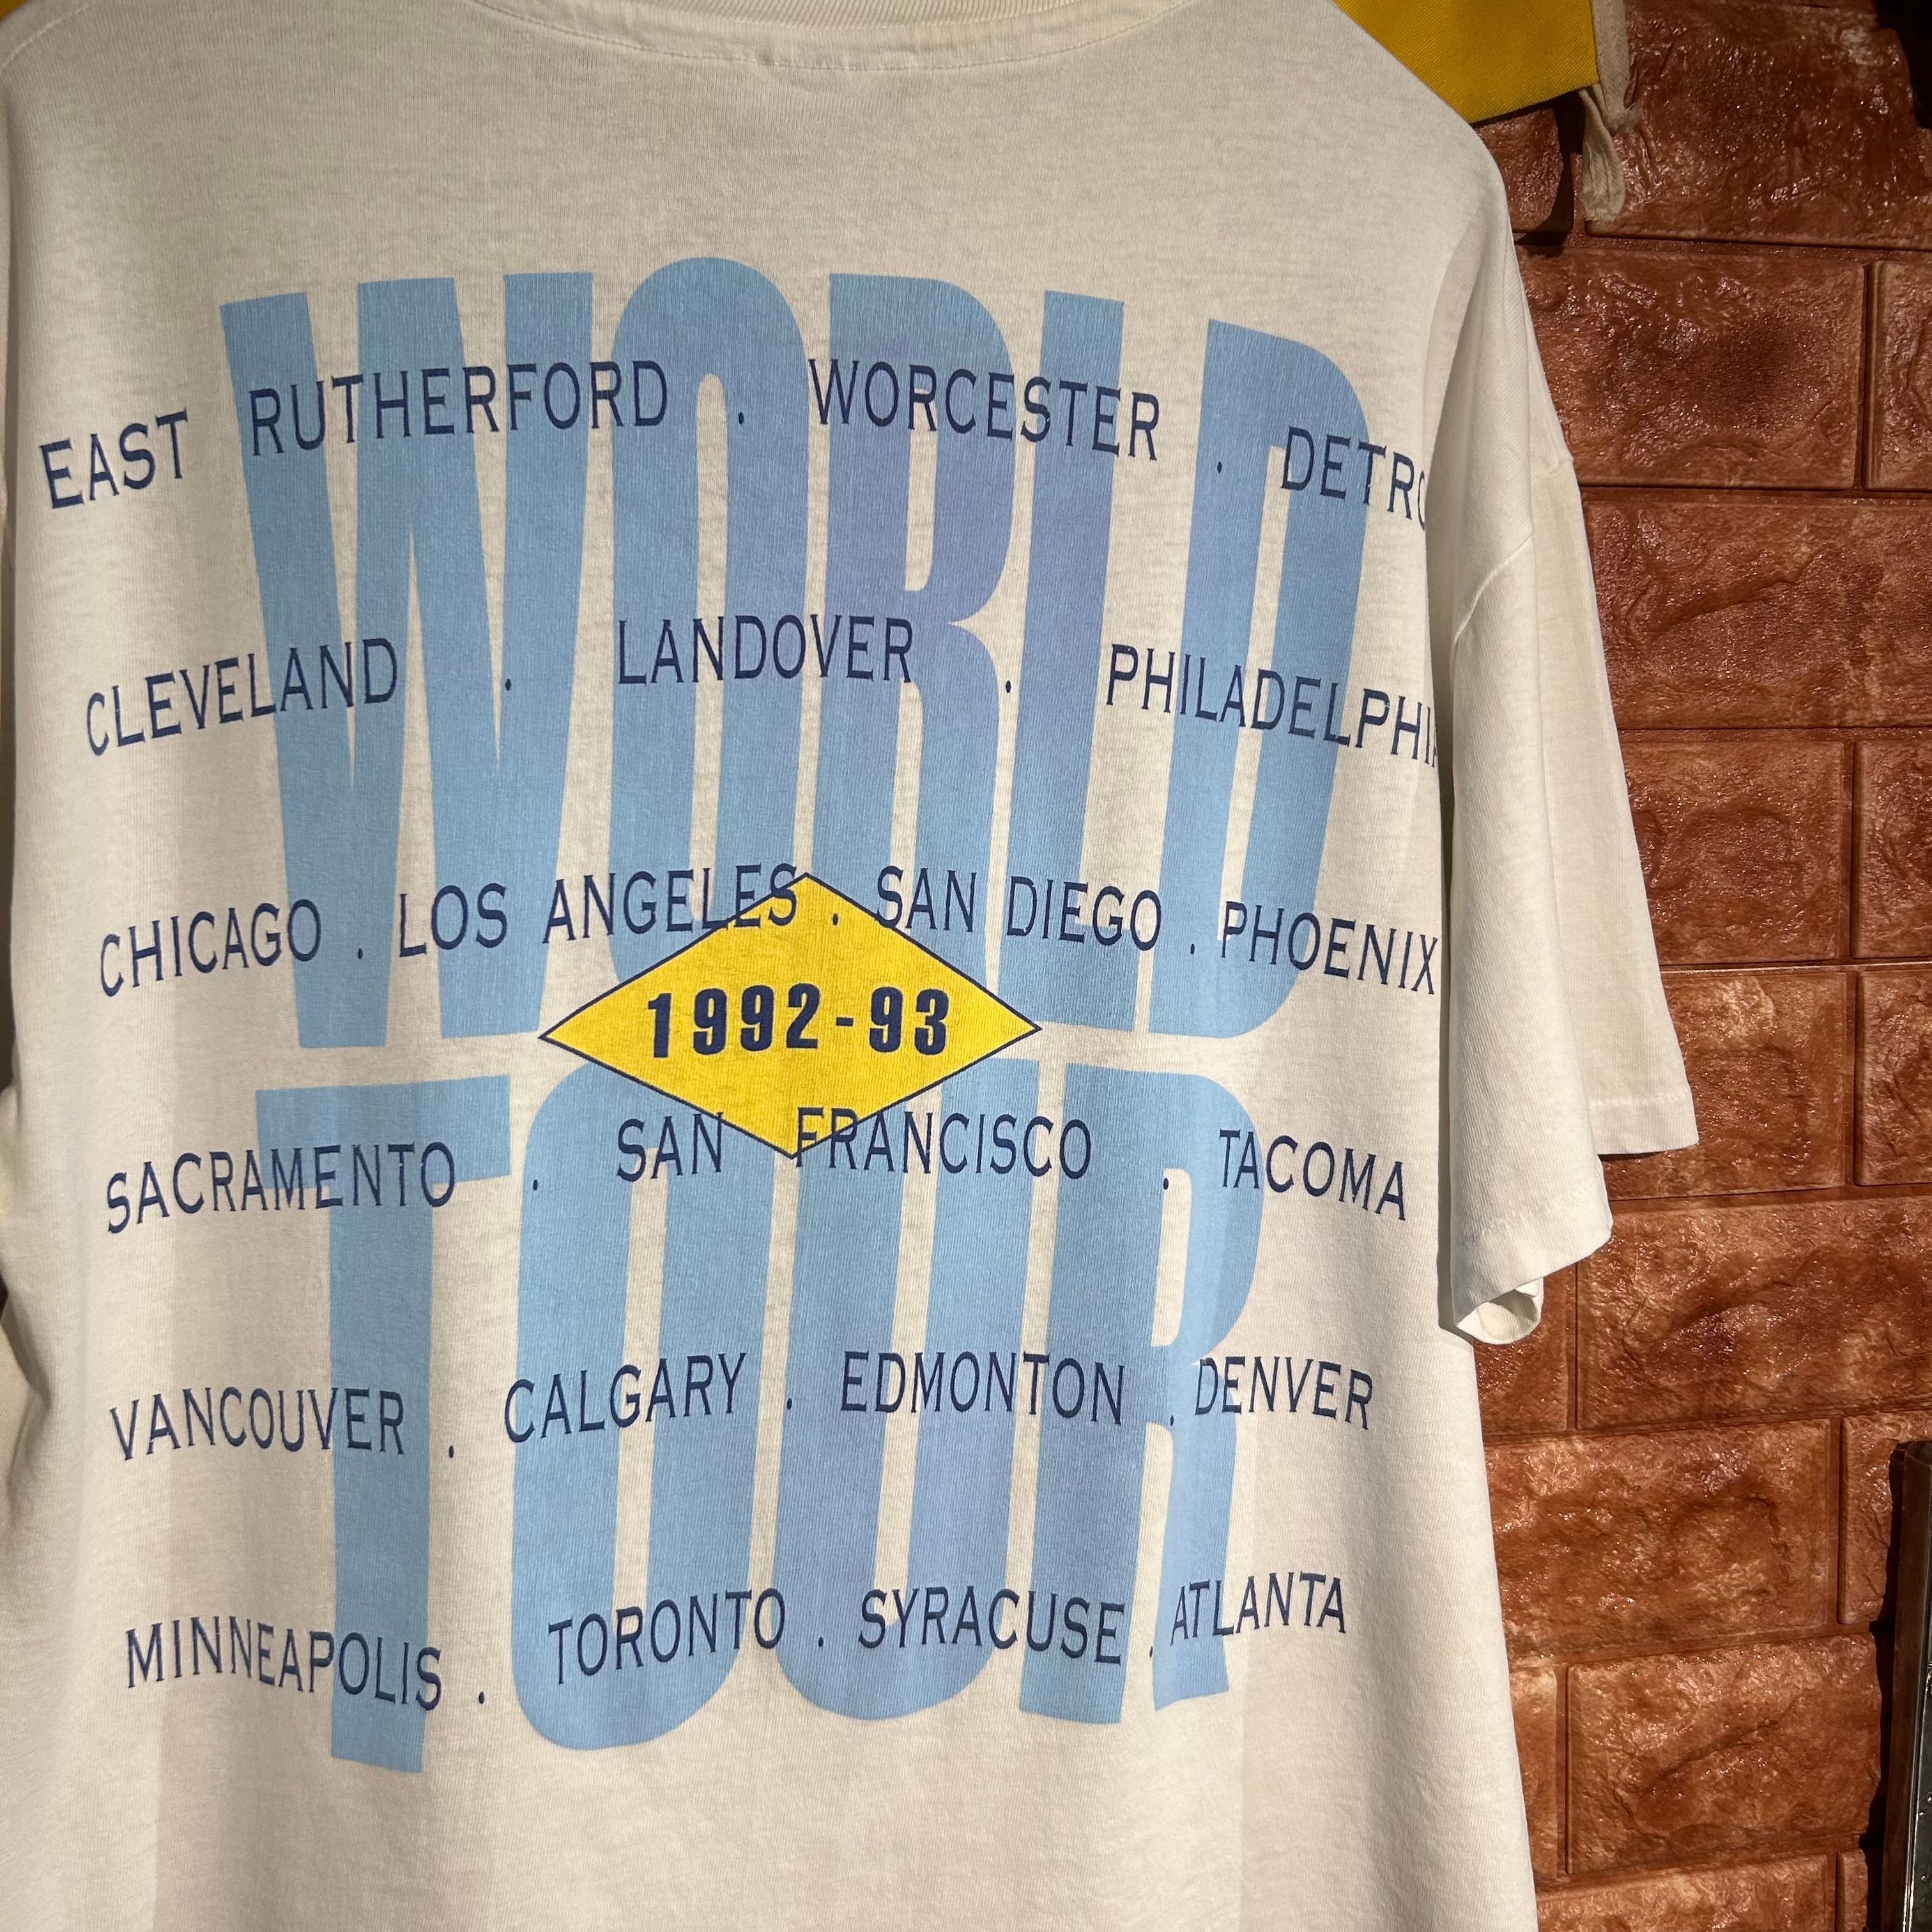 WORLD
EAST RUTHERFORD . WORCESTER . DETRO
CLEVELAND . LANDOVER . PHILADELPHIA
CHICAGO . LOS ANGELES . SAN DIEGO . PHOENIX
1992-93
TOUR
SACRAMENTO . SAN FRANCISCO . TACOMA
VANCOUVER . CALGARY . EDMONTON . DENVER
MINNEAPOLIS . TORONTO . SYRACUSE . ATLANTA